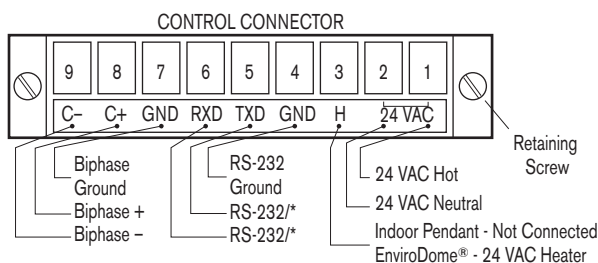 CONTROL CONNECTOR
9 8 7 6 5 4 3 2 1
C– C+ GND RXD TXD GND H 24 VAC
Retaining
Screw
Biphase
Ground
Biphase +
Biphase –
RS-232
Ground
RS-232/*
RS-232/*
24 VAC Hot
24 VAC Neutral
Indoor Pendant - Not Connected
EnviroDome® - 24 VAC Heater